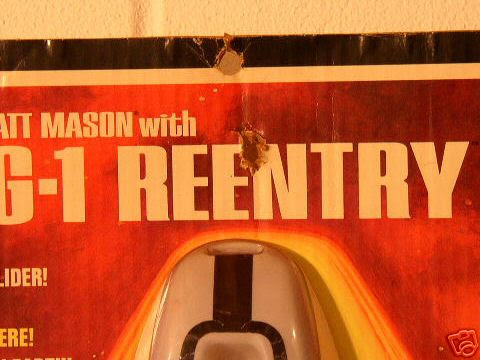 ATT MASON with
G-1 REENTRY
LIDER!
ERE!